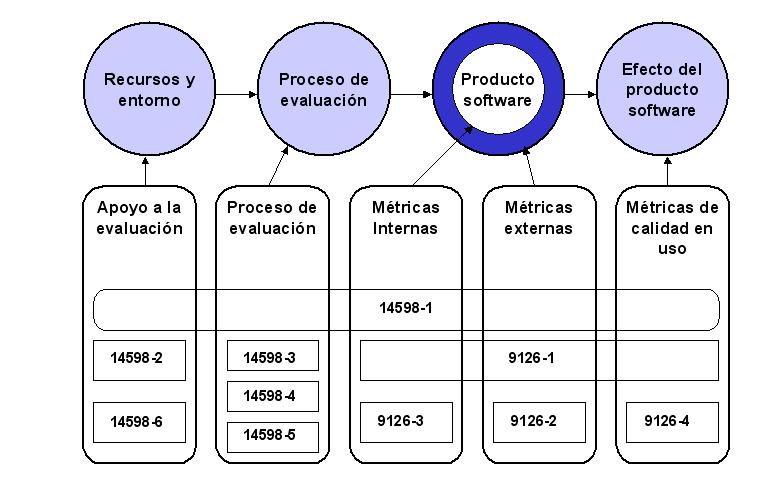 Recursos y
entorno
Proceso de
evaluación
Producto
software
Efecto del
producto
software
Apoyo a la
evaluación
Proceso de
evaluación
Métricas
Internas
Métricas
externas
Métricas de
calidad en
uso
14598-1
14598-2
14598-3
9126-1
14598-4
14598-6
14598-5
9126-3
9126-2
9126-4